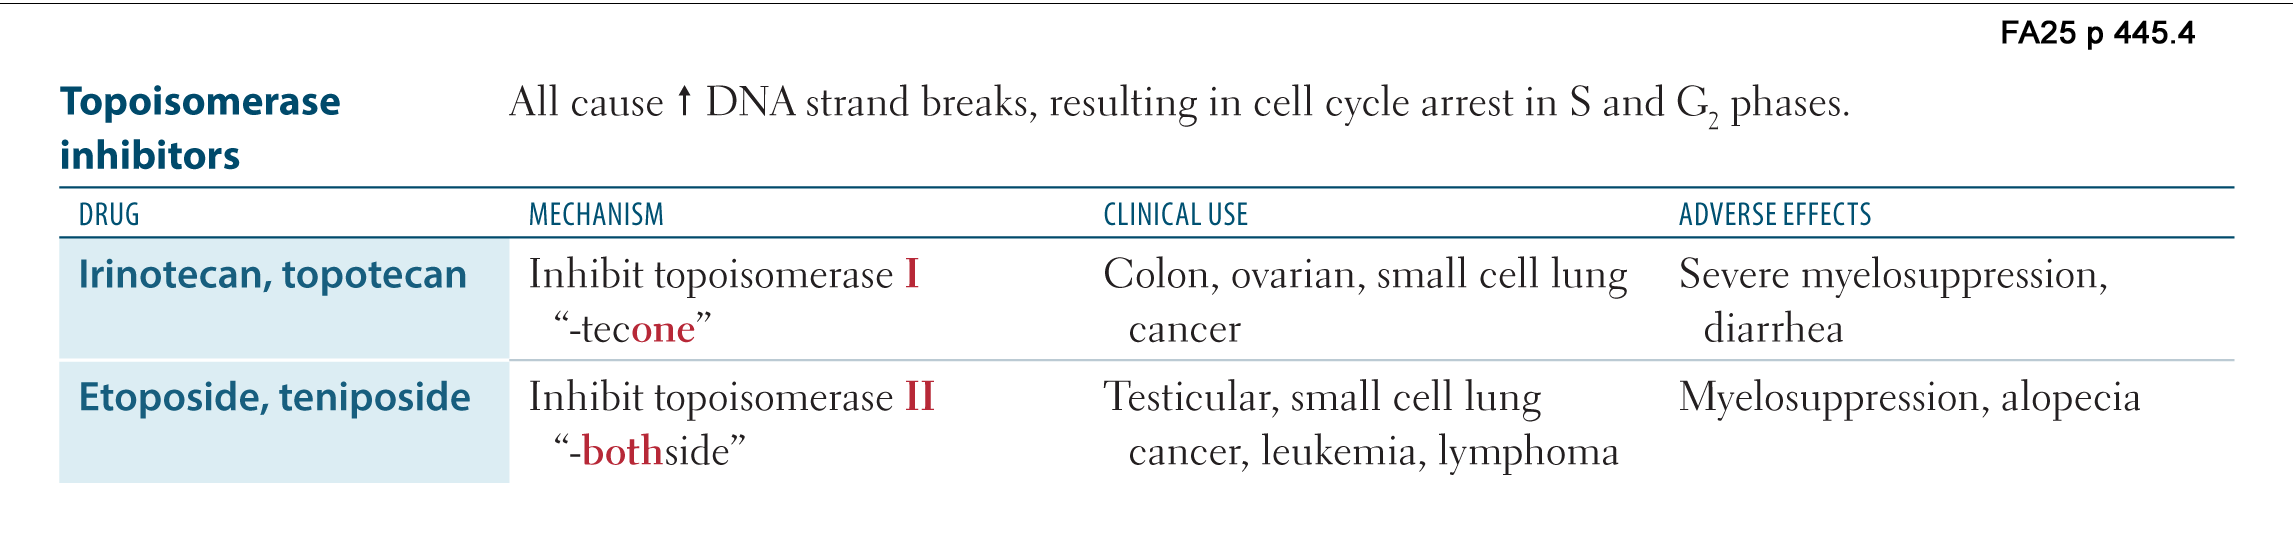 FA25 p 445.4
Topoisomerase
inhibitors
All cause ↑ DNA strand breaks, resulting in cell cycle arrest in S and G₂ phases.
DRUG
MECHANISM
CLINICAL USE
ADVERSE EFFECTS
Irinotecan, topotecan
Inhibit topoisomerase I
“-tecone”
Colon, ovarian, small cell lung
cancer
Severe myelosuppression,
diarrhea
Etoposide, teniposide
Inhibit topoisomerase II
“-bothside”
Testicular, small cell lung
cancer, leukemia, lymphoma
Myelosuppression, alopecia